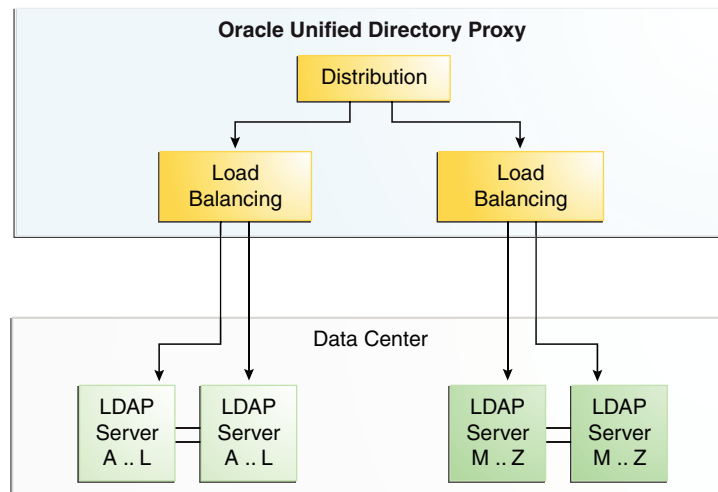 Oracle Unified Directory Proxy
Distribution
Load
Balancing
Load
Balancing
Data Center
LDAP
Server
A .. L
LDAP
Server
A .. L
LDAP
Server
M .. Z
LDAP
Server
M .. Z